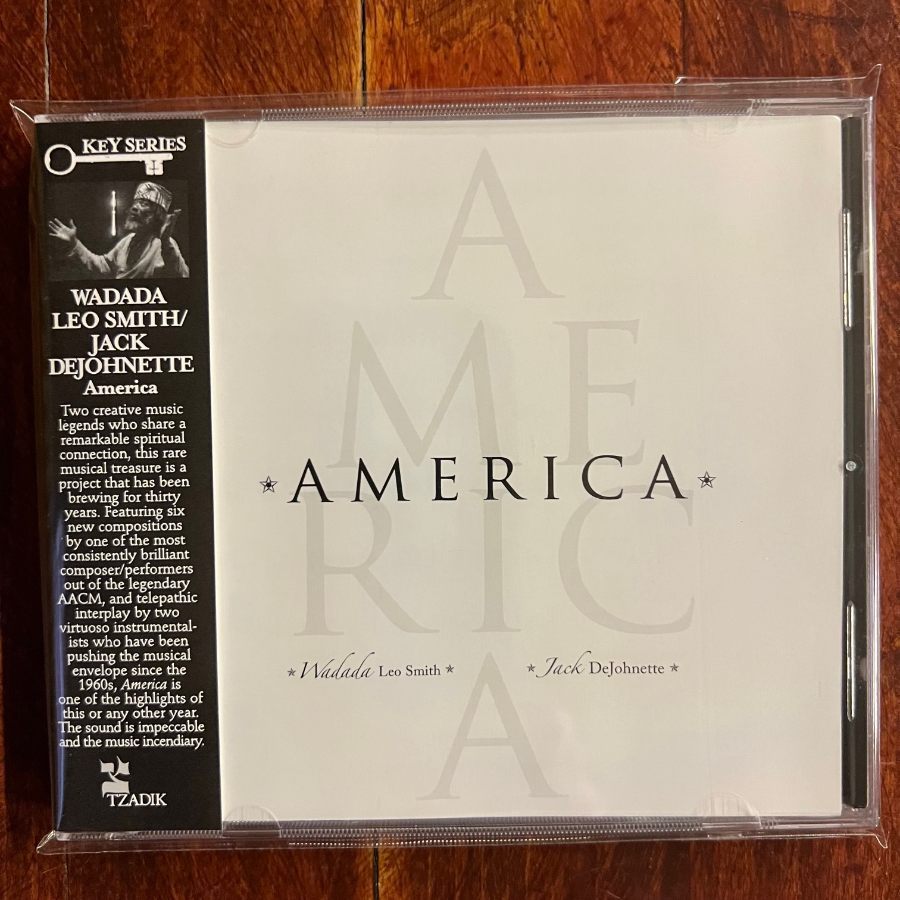 KEY SERIES
WADADA
LEO SMITH/
JACK
DEJOHNETTE
America
Two creative music
legends who share a
remarkable spiritual
connection, this rare
musical treasure is a
project that has been
brewing for thirty
years. Featuring six
new compositions
by one of the most
consistently brilliant
composer/performers
out of the legendary
AACM, and telepathic
interplay by two
virtuoso instrumental-
ists who have been
pushing the musical
envelope since the
1960s, America is
one of the highlights of
this or any other year.
The sound is impeccable
and the music incendiary.
TZADIK
A
ME
AMERICA
RIC
Wadada Leo Smith
Jack DeJohnette
A